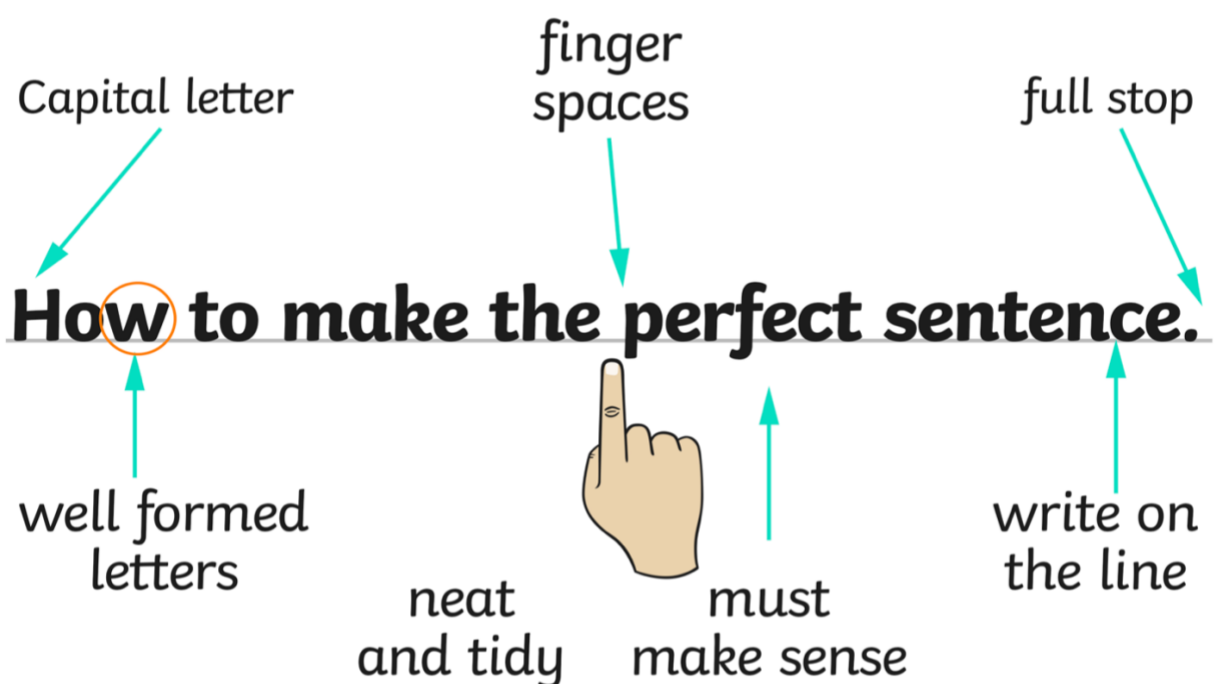 finger
spaces
Capital letter
full stop
How to make the perfect sentence.
well formed
letters
write on
the line
neat
and tidy
must
make sense